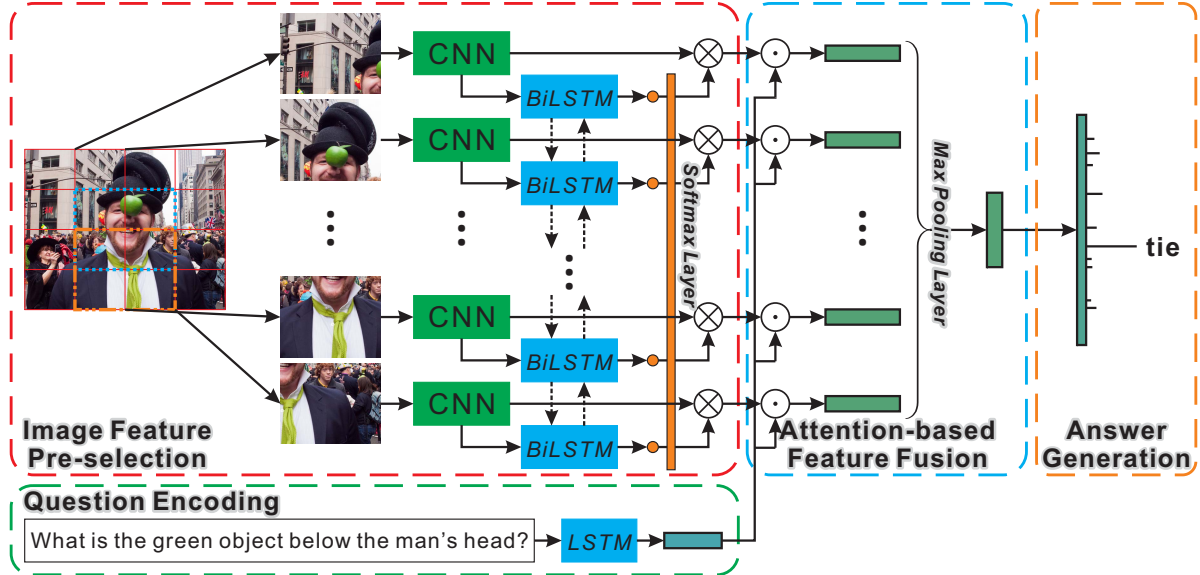 CNN
BiLSTM
CNN
BiLSTM
CNN
BiLSTM
CNN
BiLSTM
Softmax Layer
Max Pooling Layer
tie
Image Feature
Pre-selection
Attention-based
Feature Fusion
Answer
Generation
Question Encoding
What is the green object below the man's head?
LSTM